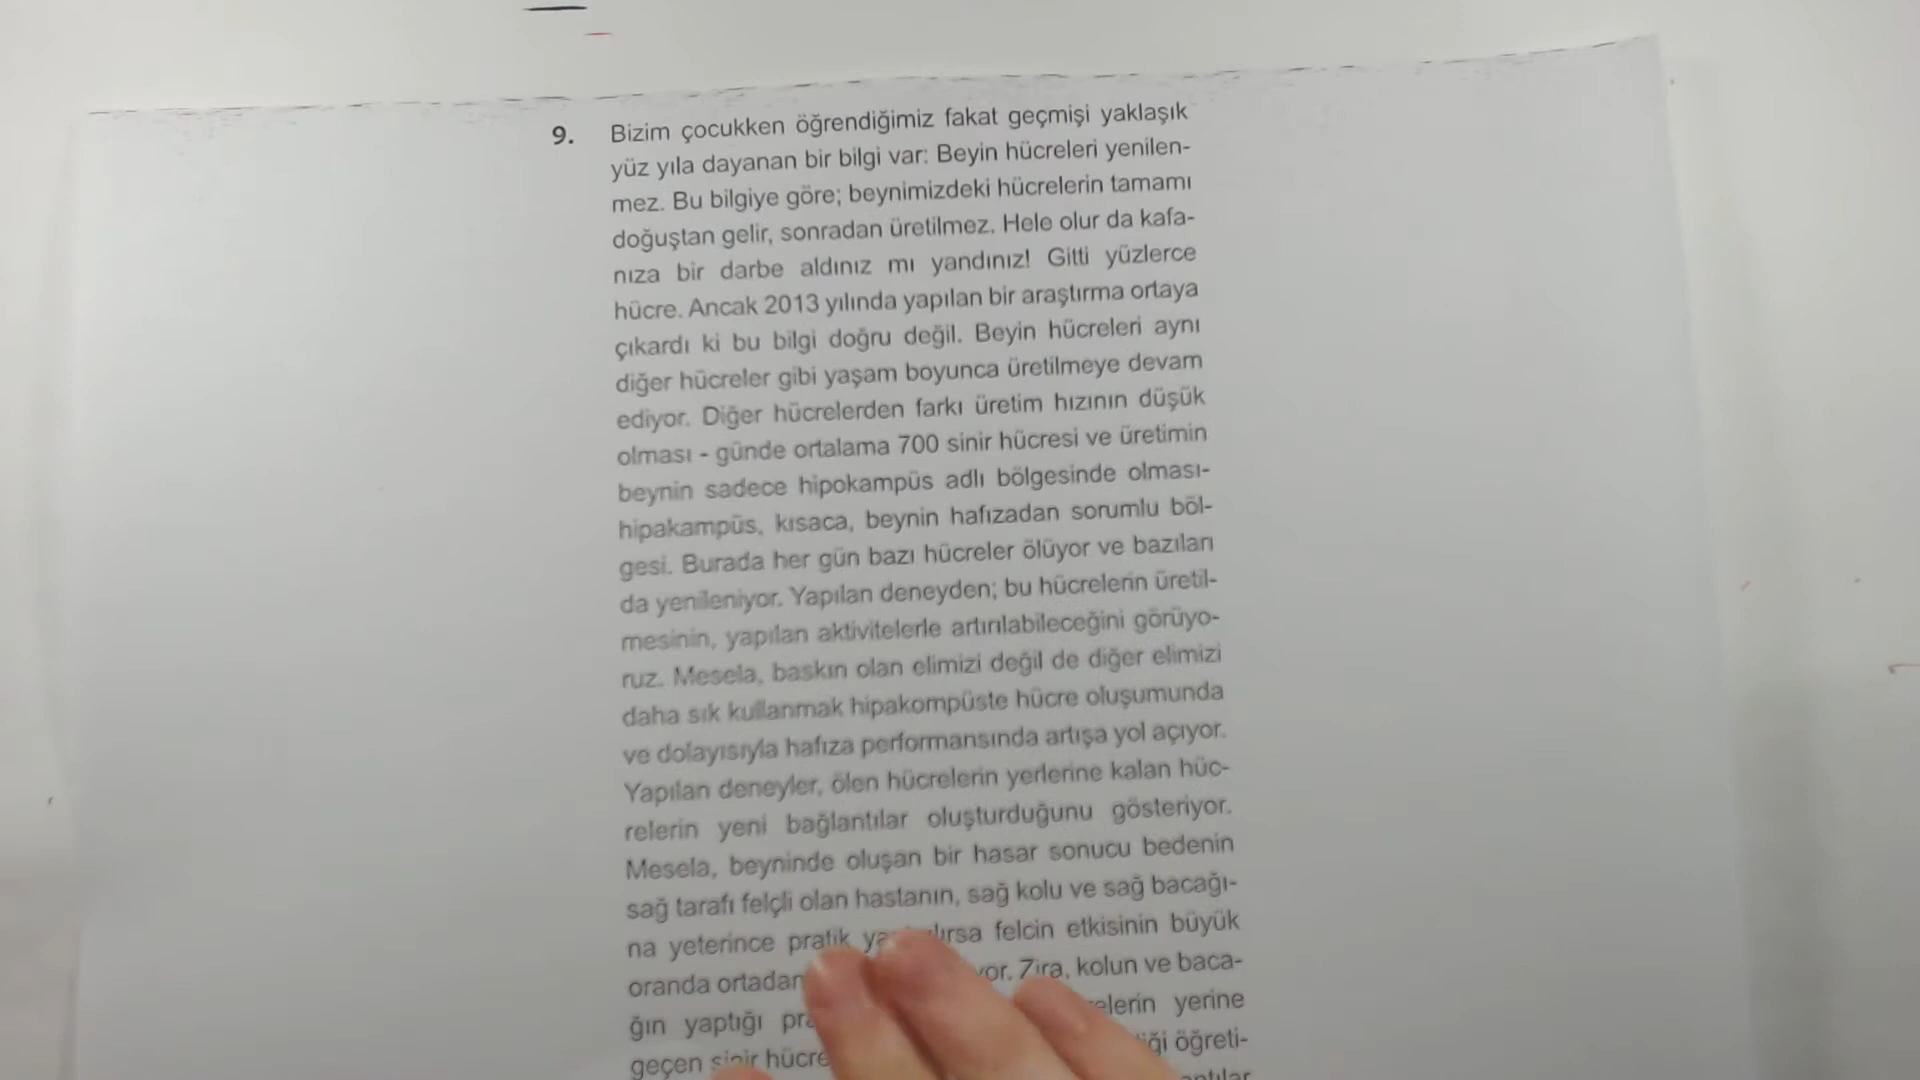 9. Bizim çocukken öğrendiğimiz fakat geçmişi yaklaşık
yüz yıla dayanan bir bilgi var: Beyin hücreleri yenilen-
mez. Bu bilgiye göre; beynimizdeki hücrelerin tamamı
doğuştan gelir, sonradan üretilmez. Hele olur da kafa-
nıza bir darbe aldınız mı yandınız! Gitti yüzlerce
hücre. Ancak 2013 yılında yapılan bir araştırma ortaya
çıkardı ki bu bilgi doğru değil. Beyin hücreleri aynı
diğer hücreler gibi yaşam boyunca üretilmeye devam
ediyor. Diğer hücrelerden farkı üretim hızının düşük
olması - günde ortalama 700 sinir hücresi ve üretimin
beynin sadece hipokampüs adlı bölgesinde olması-
hipakampüs, kısaca, beynin hafızadan sorumlu böl-
gesi. Burada her gün bazı hücreler ölüyor ve bazıları
da yenileniyor. Yapılan deneyden; bu hücrelerin üretil-
mesinin, yapılan aktivitelerle artırılabileceğini görüyo-
ruz. Mesela, baskın olan elimizi değil de diğer elimizi
daha sık kullanmak hipakompüste hücre oluşumunda
ve dolayısıyla hafıza performansında artışa yol açıyor.
Yapılan deneyler, ölen hücrelerin yerlerine kalan hüc-
relerin yeni bağlantılar oluşturduğunu gösteriyor.
Mesela, beyninde oluşan bir hasar sonucu bedenin
sağ tarafı felçli olan hastanın, sağ kolu ve sağ bacağı-
na yeterince pratik felcin etkisinin büyük
oranda Zira, kolun ve baca-
ğın yaptığı yerine
geçen sinir öğreti-